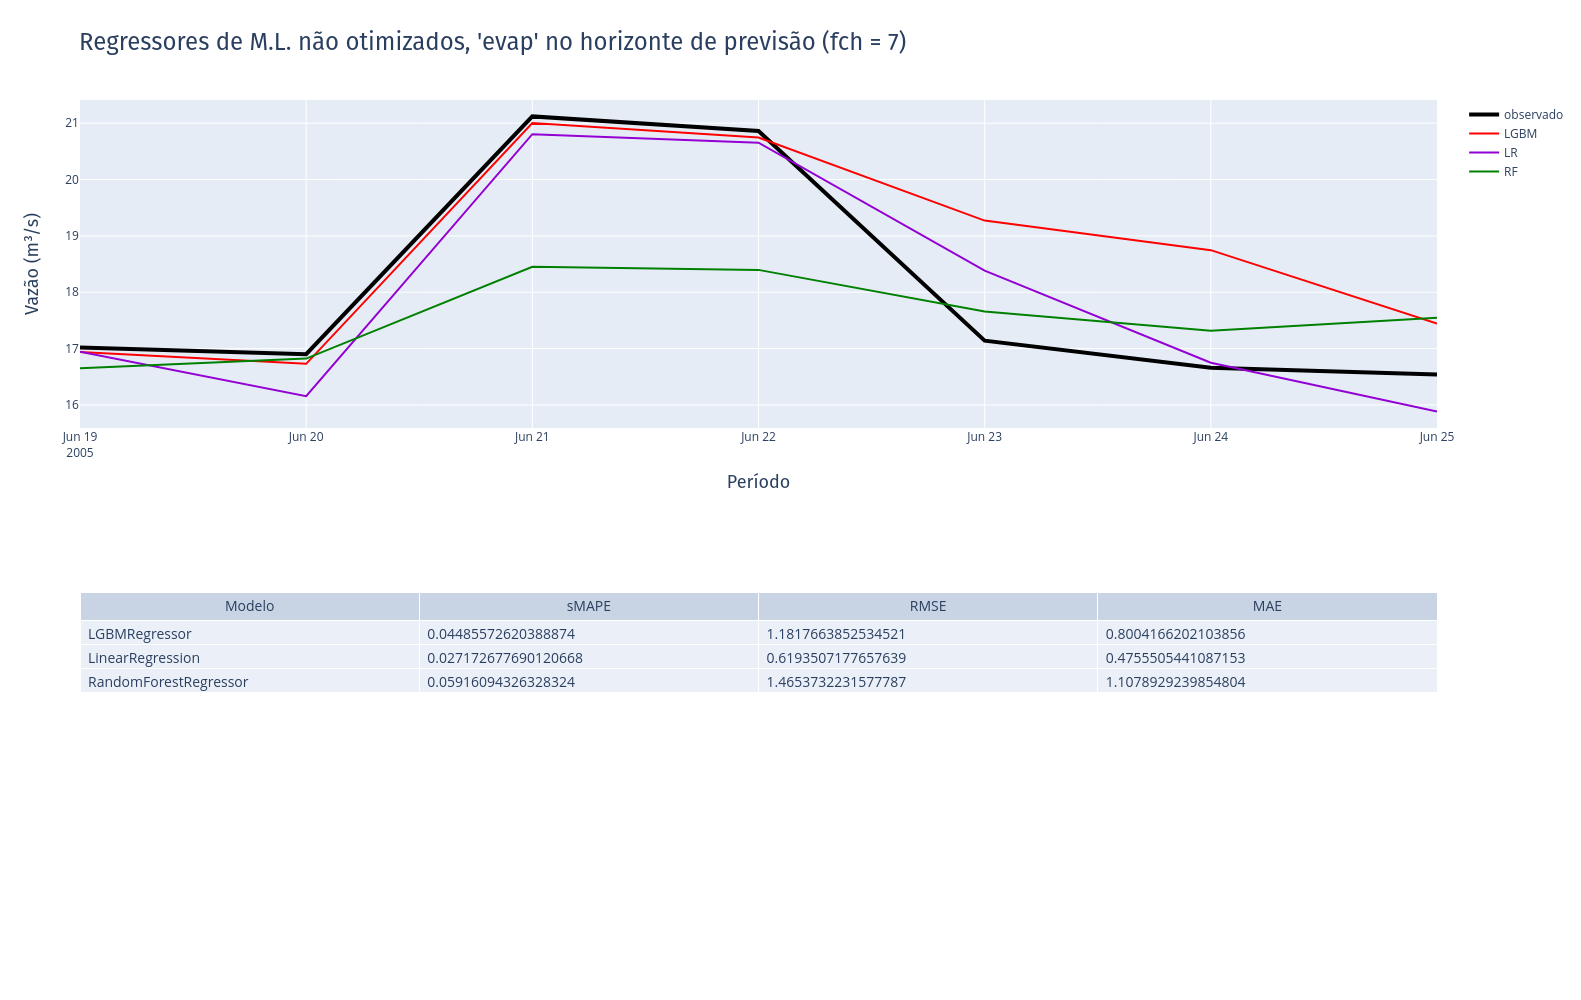 Regressores de M.L. não otimizados, 'evap' no horizonte de previsão (fch = 7)
Vazão (m³/s)
21
20
19
18
17
16
Jun 19 Jun 20 Jun 21 Jun 22 Jun 23 Jun 24 Jun 25
2005
Período
observado
LGBM
LR
RF
Modelo sMAPE RMSE MAE
LGBMRegressor 0.04485572620388874 1.1817663852534521 0.8004166202103856
LinearRegression 0.027172677690120668 0.6193507177657639 0.4755505441087153
RandomForestRegressor 0.05916094326328324 1.4653732231577787 1.1078929239854804